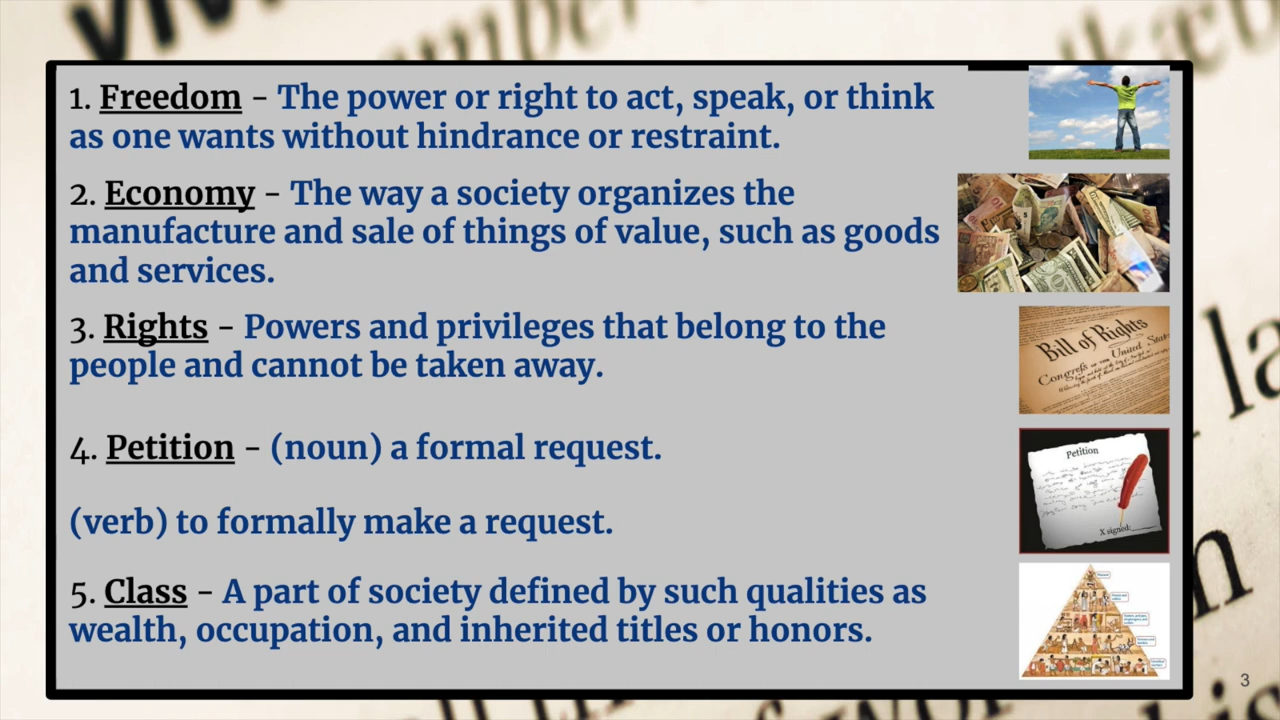 1. Freedom - The power or right to act, speak, or think
as one wants without hindrance or restraint.
2. Economy - The way a society organizes the
manufacture and sale of things of value, such as goods
and services.
Bill of Rights
Congress
United States
3. Rights - Powers and privileges that belong to the
people and cannot be taken away.
4. Petition - (noun) a formal request.
Petition
X signed:
(verb) to formally make a request.
5. Class - A part of society defined by such qualities as
wealth, occupation, and inherited titles or honors.
3